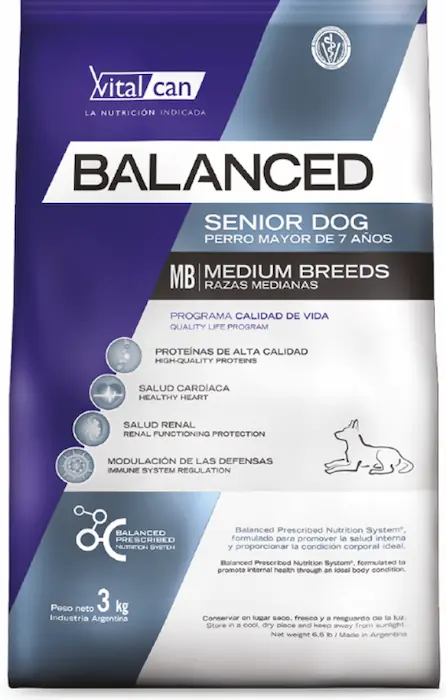 Vital can
LA NUTRICIÓN INDICADA
BALANCED
SENIOR DOG
PERRO MAYOR DE 7 AÑOS
MB MEDIUM BREEDS
RAZAS MEDIANAS
PROGRAMA CALIDAD DE VIDA
QUALITY LIFE PROGRAM
PROTEÍNAS DE ALTA CALIDAD
HIGH-QUALITY PROTEINS
SALUD CARDÍACA
HEALTHY HEART
SALUD RENAL
RENAL FUNCTIONING PROTECTION
MODULACIÓN DE LAS DEFENSAS
IMMUNE SYSTEM REGULATION
BALANCED
PRESCRIBED
NUTRITION SYSTEM
Balanced Prescribed Nutrition System®,
formulado para promover la salud interna
y proporcionar la condición corporal ideal.
Balanced Prescribed Nutrition System®, formulated to
promote internal health through an ideal body condition.
Peso neto 3 kg
Industria Argentina
Conservar en lugar seco, fresco y a resguardo de la luz.
Store in a cool, dry place and keep away from sunlight.
Net weight 6.6 lb / Made in Argentina